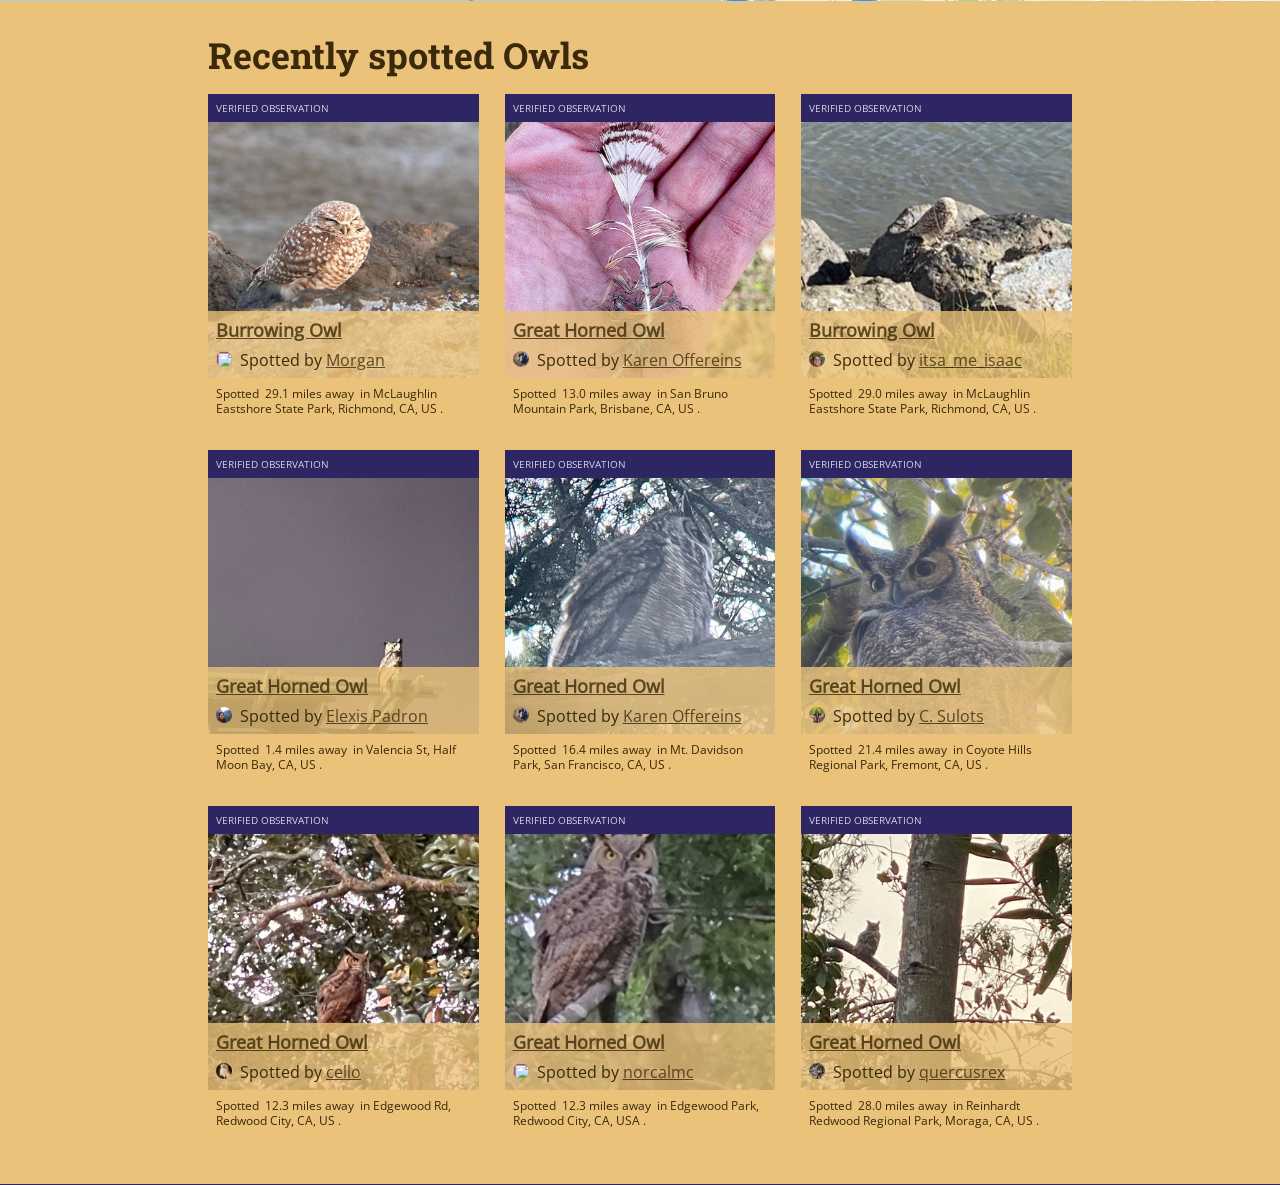 Recently spotted Owls
VERIFIED OBSERVATION
Burrowing Owl
Spotted by Morgan
Spotted 29.1 miles away in McLaughlin
Eastshore State Park, Richmond, CA, US .
VERIFIED OBSERVATION
Great Horned Owl
Spotted by Karen Offereins
Spotted 13.0 miles away in San Bruno
Mountain Park, Brisbane, CA, US .
VERIFIED OBSERVATION
Burrowing Owl
Spotted by itsa_me_isaac
Spotted 29.0 miles away in McLaughlin
Eastshore State Park, Richmond, CA, US .
VERIFIED OBSERVATION
Great Horned Owl
Spotted by Elexis Padron
Spotted 1.4 miles away in Valencia St, Half
Moon Bay, CA, US .
VERIFIED OBSERVATION
Great Horned Owl
Spotted by Karen Offereins
Spotted 16.4 miles away in Mt. Davidson
Park, San Francisco, CA, US .
VERIFIED OBSERVATION
Great Horned Owl
Spotted by C. Sulots
Spotted 21.4 miles away in Coyote Hills
Regional Park, Fremont, CA, US .
VERIFIED OBSERVATION
Great Horned Owl
Spotted by cello
Spotted 12.3 miles away in Edgewood Rd,
Redwood City, CA, US .
VERIFIED OBSERVATION
Great Horned Owl
Spotted by norcalmc
Spotted 12.3 miles away in Edgewood Park,
Redwood City, CA, USA .
VERIFIED OBSERVATION
Great Horned Owl
Spotted by quercusrex
Spotted 28.0 miles away in Reinhardt
Redwood Regional Park, Moraga, CA, US .